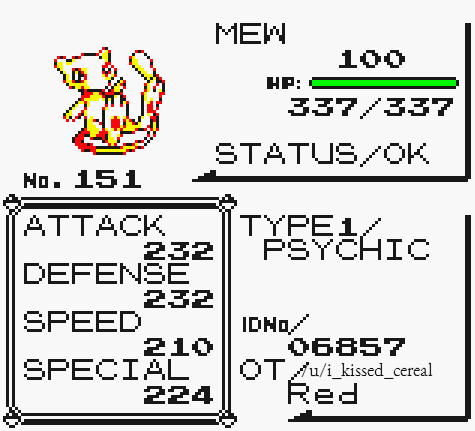 MEW
100
HP:
337/337
STATUS/OK
No. 151
ATTACK
232
DEFENSE
232
SPEED
210
SPECIAL
224
TYPE1/
PSYCHIC
IDNo/
06857
OT/u/i_kissed_cereal
Red